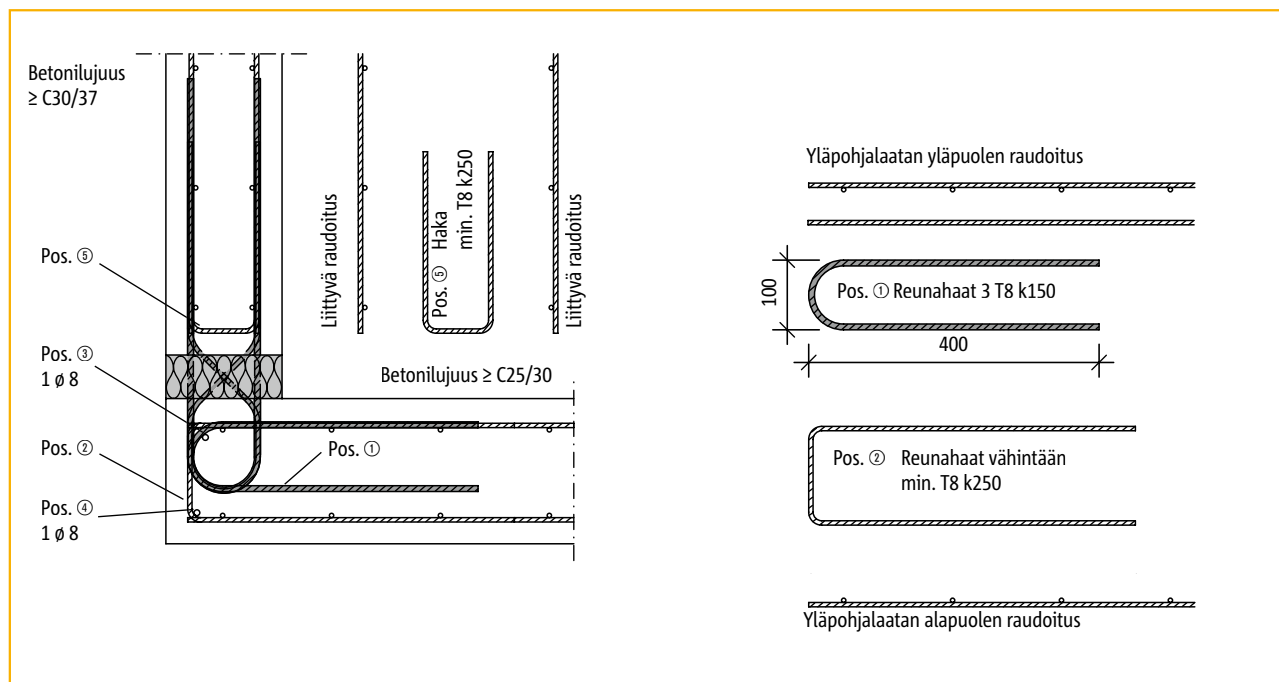 Betonilujuus
≥ C30/37
Pos. ⑤
Pos. ③
1 ø 8
Pos. ②
Pos. ④
1 ø 8
Liittyvä raudoitus
Pos. ⑤ Haka
min. T8 k250
Liittyvä raudoitus
Betonilujuus ≥ C25/30
Pos. ①
Yläpohjalaatan yläpuolen raudoitus
100
Pos. ① Reunahaat 3 T8 k150
400
Pos. ② Reunahaat vähintään
min. T8 k250
Yläpohjalaatan alapuolen raudoitus